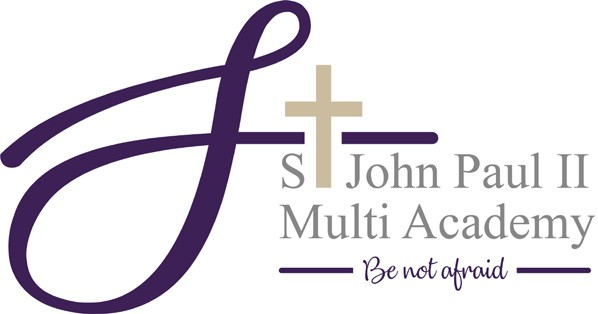 St John Paul II
Multi Academy
Be not afraid